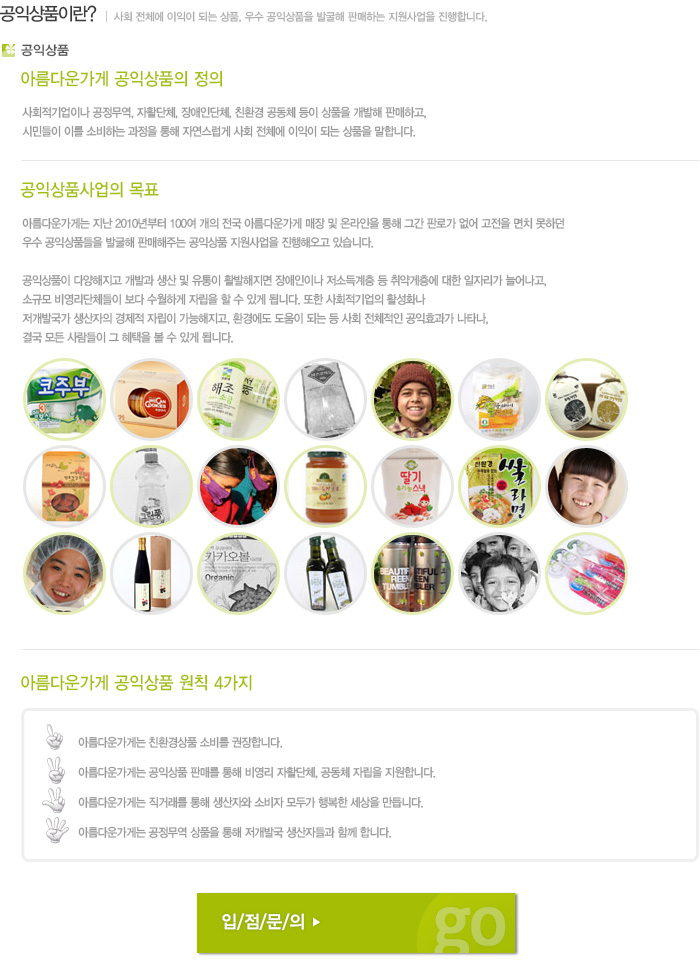 공익상품이란? | 사회 전체에 이익이 되는 상품, 우수 공익상품을 발굴해 판매하는 지원사업을 진행합니다.
공익상품
아름다운가게 공익상품의 정의
사회적기업이나 공정무역, 자활단체, 장애인단체, 친환경 공동체 등이 상품을 개발해 판매하고,
시민들이 이를 소비하는 과정을 통해 자연스럽게 사회 전체에 이익이 되는 상품을 말합니다.
공익상품사업의 목표
아름다운가게는 지난 2010년부터 100여 개의 전국 아름다운가게 매장 및 온라인을 통해 그간 판로가 없어 고전을 면치 못하던
우수 공익상품들을 발굴해 판매해주는 공익상품 지원사업을 진행해오고 있습니다.
공익상품이 다양해지고 개발과 생산 및 유통이 활발해지면 장애인이나 저소득계층 등 취약계층에 대한 일자리가 늘어나고,
소규모 비영리단체들이 보다 수월하게 자립을 할 수 있게 됩니다. 또한 사회적기업의 활성화나
저개발국가 생산자의 경제적 자립이 가능해지고, 환경에도 도움이 되는 등 사회 전체적인 공익효과가 나타나,
결국 모든 사람들이 그 혜택을 볼 수 있게 됩니다.
코주부
COOKIES
해조
소금
딸기
스낵
친환경
쌀
라면
카카오볼
Organic
아름다운가게 공익상품 원칙 4가지
아름다운가게는 친환경상품 소비를 권장합니다.
아름다운가게는 공익상품 판매를 통해 비영리 자활단체, 공동체 자립을 지원합니다.
아름다운가게는 직거래를 통해 생산자와 소비자 모두가 행복한 세상을 만듭니다.
아름다운가게는 공정무역 상품을 통해 저개발국 생산자들과 함께 합니다.
입/점/문/의
go